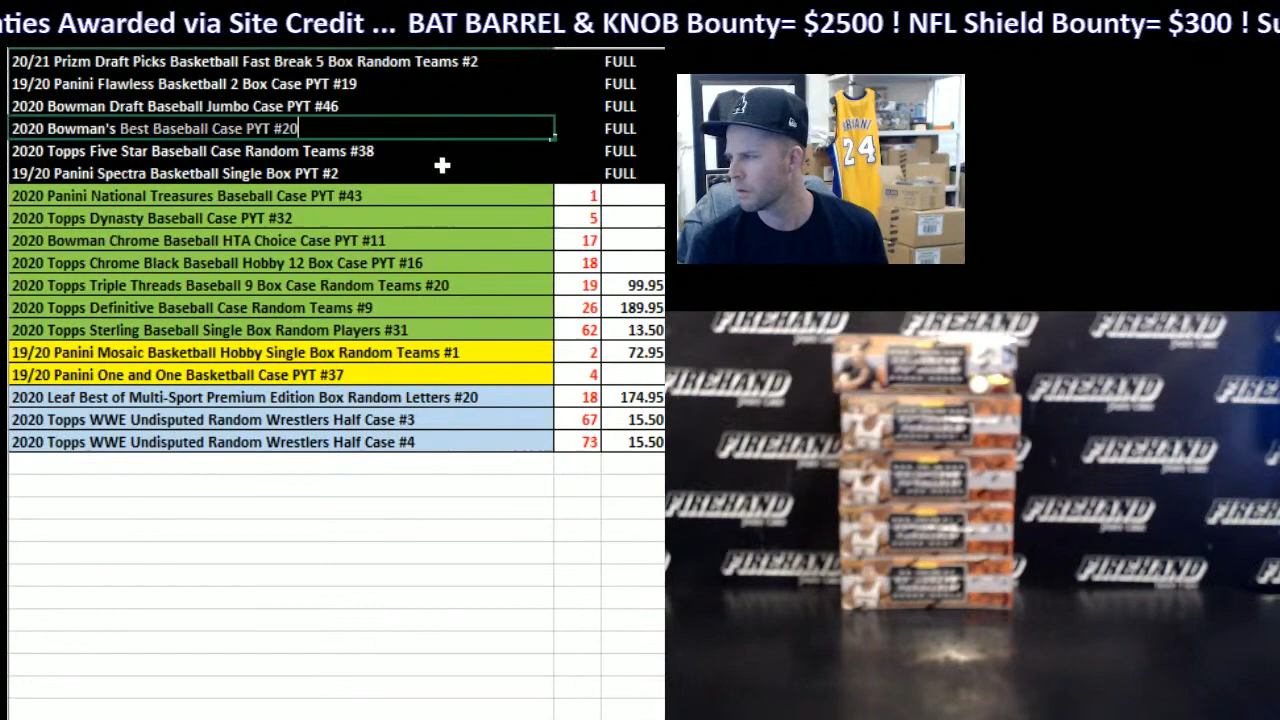 ties Awarded via Site Credit ... BAT BARREL & KNOB Bounty= $2500 ! NFL Shield Bounty= $300 ! Su
20/21 Prizm Draft Picks Basketball Fast Break 5 Box Random Teams #2 FULL
19/20 Panini Flawless Basketball 2 Box Case PYT #19 FULL
2020 Bowman Draft Baseball Jumbo Case PYT #46 FULL
2020 Bowman's Best Baseball Case PYT #20 FULL
2020 Topps Five Star Baseball Case Random Teams #38 FULL
19/20 Panini Spectra Basketball Single Box PYT #2 FULL
2020 Panini National Treasures Baseball Case PYT #43 1
2020 Topps Dynasty Baseball Case PYT #32 5
2020 Bowman Chrome Baseball HTA Choice Case PYT #11 17
2020 Topps Chrome Black Baseball Hobby 12 Box Case PYT #16 18
2020 Topps Triple Threads Baseball 9 Box Case Random Teams #20 19 99.95
2020 Topps Definitive Baseball Case Random Teams #9 26 189.95
2020 Topps Sterling Baseball Single Box Random Players #31 62 13.50
19/20 Panini Mosaic Basketball Hobby Single Box Random Teams #1 2 72.95
19/20 Panini One and One Basketball Case PYT #37 4
2020 Leaf Best of Multi-Sport Premium Edition Box Random Letters #20 18 174.95
2020 Topps WWE Undisputed Random Wrestlers Half Case #3 67 15.50
2020 Topps WWE Undisputed Random Wrestlers Half Case #4 73 15.50
24
FIREHAND
FIREHAND
FIREHAND
FIREHAND
FIREHAND
FIREHAND
FIREHAND
FIREHAND
FIREHAND
FIREHAND
FIREHAND